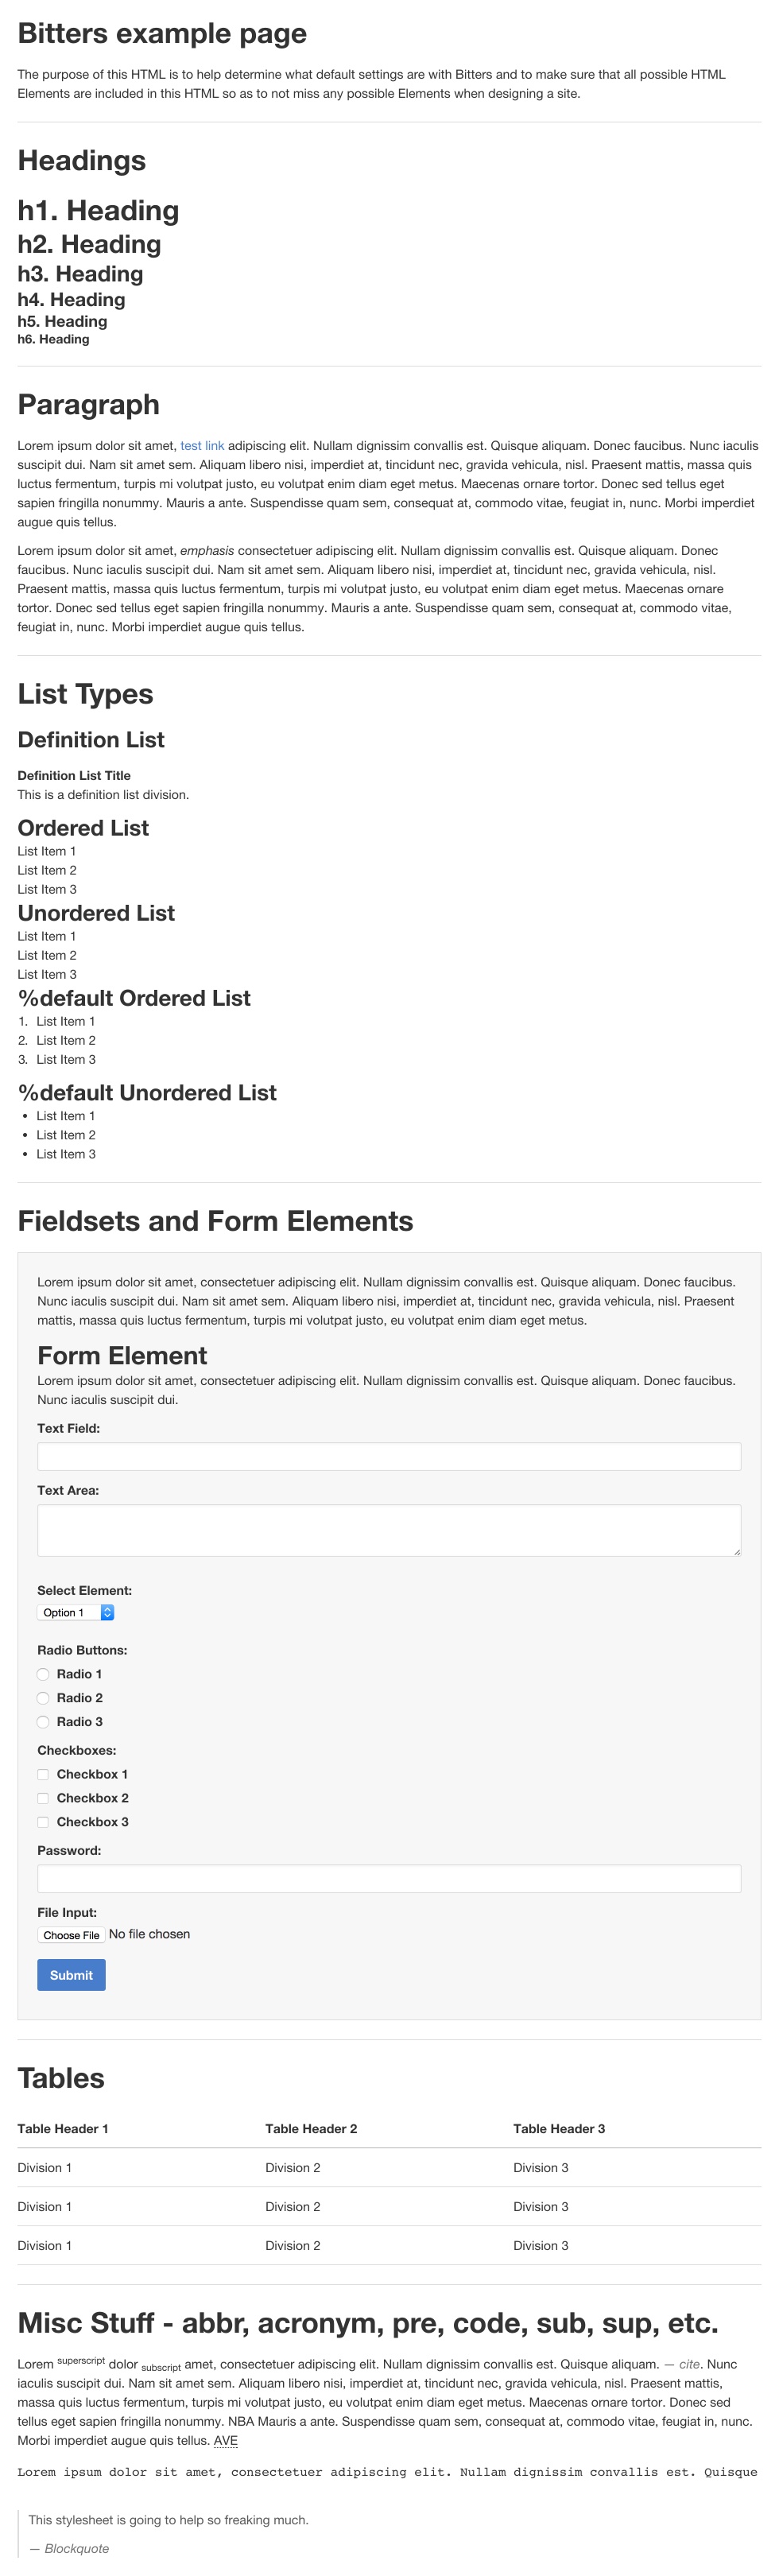 Bitters example page
The purpose of this HTML is to help determine what default settings are with Bitters and to make sure that all possible HTML
Elements are included in this HTML so as to not miss any possible Elements when designing a site.
Headings
h1. Heading
h2. Heading
h3. Heading
h4. Heading
h5. Heading
h6. Heading
Paragraph
Lorem ipsum dolor sit amet, test link adipiscing elit. Nullam dignissim convallis est. Quisque aliquam. Donec faucibus. Nunc iaculis
suscipit dui. Nam sit amet sem. Aliquam libero nisi, imperdiet at, tincidunt nec, gravida vehicula, nisl. Praesent mattis, massa quis
luctus fermentum, turpis mi volutpat justo, eu volutpat enim diam eget metus. Maecenas ornare tortor. Donec sed tellus eget
sapien fringilla nonummy. Mauris a ante. Suspendisse quam sem, consequat at, commodo vitae, feugiat in, nunc. Morbi imperdiet
augue quis tellus.
Lorem ipsum dolor sit amet, emphasis consectetuer adipiscing elit. Nullam dignissim convallis est. Quisque aliquam. Donec
faucibus. Nunc iaculis suscipit dui. Nam sit amet sem. Aliquam libero nisi, imperdiet at, tincidunt nec, gravida vehicula, nisl.
Praesent mattis, massa quis luctus fermentum, turpis mi volutpat justo, eu volutpat enim diam eget metus. Maecenas ornare
tortor. Donec sed tellus eget sapien fringilla nonummy. Mauris a ante. Suspendisse quam sem, consequat at, commodo vitae,
feugiat in, nunc. Morbi imperdiet augue quis tellus.
List Types
Definition List
Definition List Title
This is a definition list division.
Ordered List
List Item 1
List Item 2
List Item 3
Unordered List
List Item 1
List Item 2
List Item 3
%default Ordered List
1. List Item 1
2. List Item 2
3. List Item 3
%default Unordered List
• List Item 1
• List Item 2
• List Item 3
Fieldsets and Form Elements
Lorem ipsum dolor sit amet, consectetuer adipiscing elit. Nullam dignissim convallis est. Quisque aliquam. Donec faucibus.
Nunc iaculis suscipit dui. Nam sit amet sem. Aliquam libero nisi, imperdiet at, tincidunt nec, gravida vehicula, nisl. Praesent
mattis, massa quis luctus fermentum, turpis mi volutpat justo, eu volutpat enim diam eget metus.
Form Element
Lorem ipsum dolor sit amet, consectetuer adipiscing elit. Nullam dignissim convallis est. Quisque aliquam. Donec faucibus.
Nunc iaculis suscipit dui.
Text Field:
Text Area:
Select Element:
Option 1
Radio Buttons:
Radio 1
Radio 2
Radio 3
Checkboxes:
Checkbox 1
Checkbox 2
Checkbox 3
Password:
File Input:
Choose File No file chosen
Submit
Tables
Table Header 1 Table Header 2 Table Header 3
Division 1 Division 2 Division 3
Division 1 Division 2 Division 3
Division 1 Division 2 Division 3
Misc Stuff - abbr, acronym, pre, code, sub, sup, etc.
Lorem superscript dolor subscript amet, consectetuer adipiscing elit. Nullam dignissim convallis est. Quisque aliquam. — cite. Nunc
iaculis suscipit dui. Nam sit amet sem. Aliquam libero nisi, imperdiet at, tincidunt nec, gravida vehicula, nisl. Praesent mattis,
massa quis luctus fermentum, turpis mi volutpat justo, eu volutpat enim diam eget metus. Maecenas ornare tortor. Donec sed
tellus eget sapien fringilla nonummy. NBA Mauris a ante. Suspendisse quam sem, consequat at, commodo vitae, feugiat in, nunc.
Morbi imperdiet augue quis tellus. AVE
Lorem ipsum dolor sit amet, consectetuer adipiscing elit. Nullam dignissim convallis est. Quisque
This stylesheet is going to help so freaking much.
— Blockquote